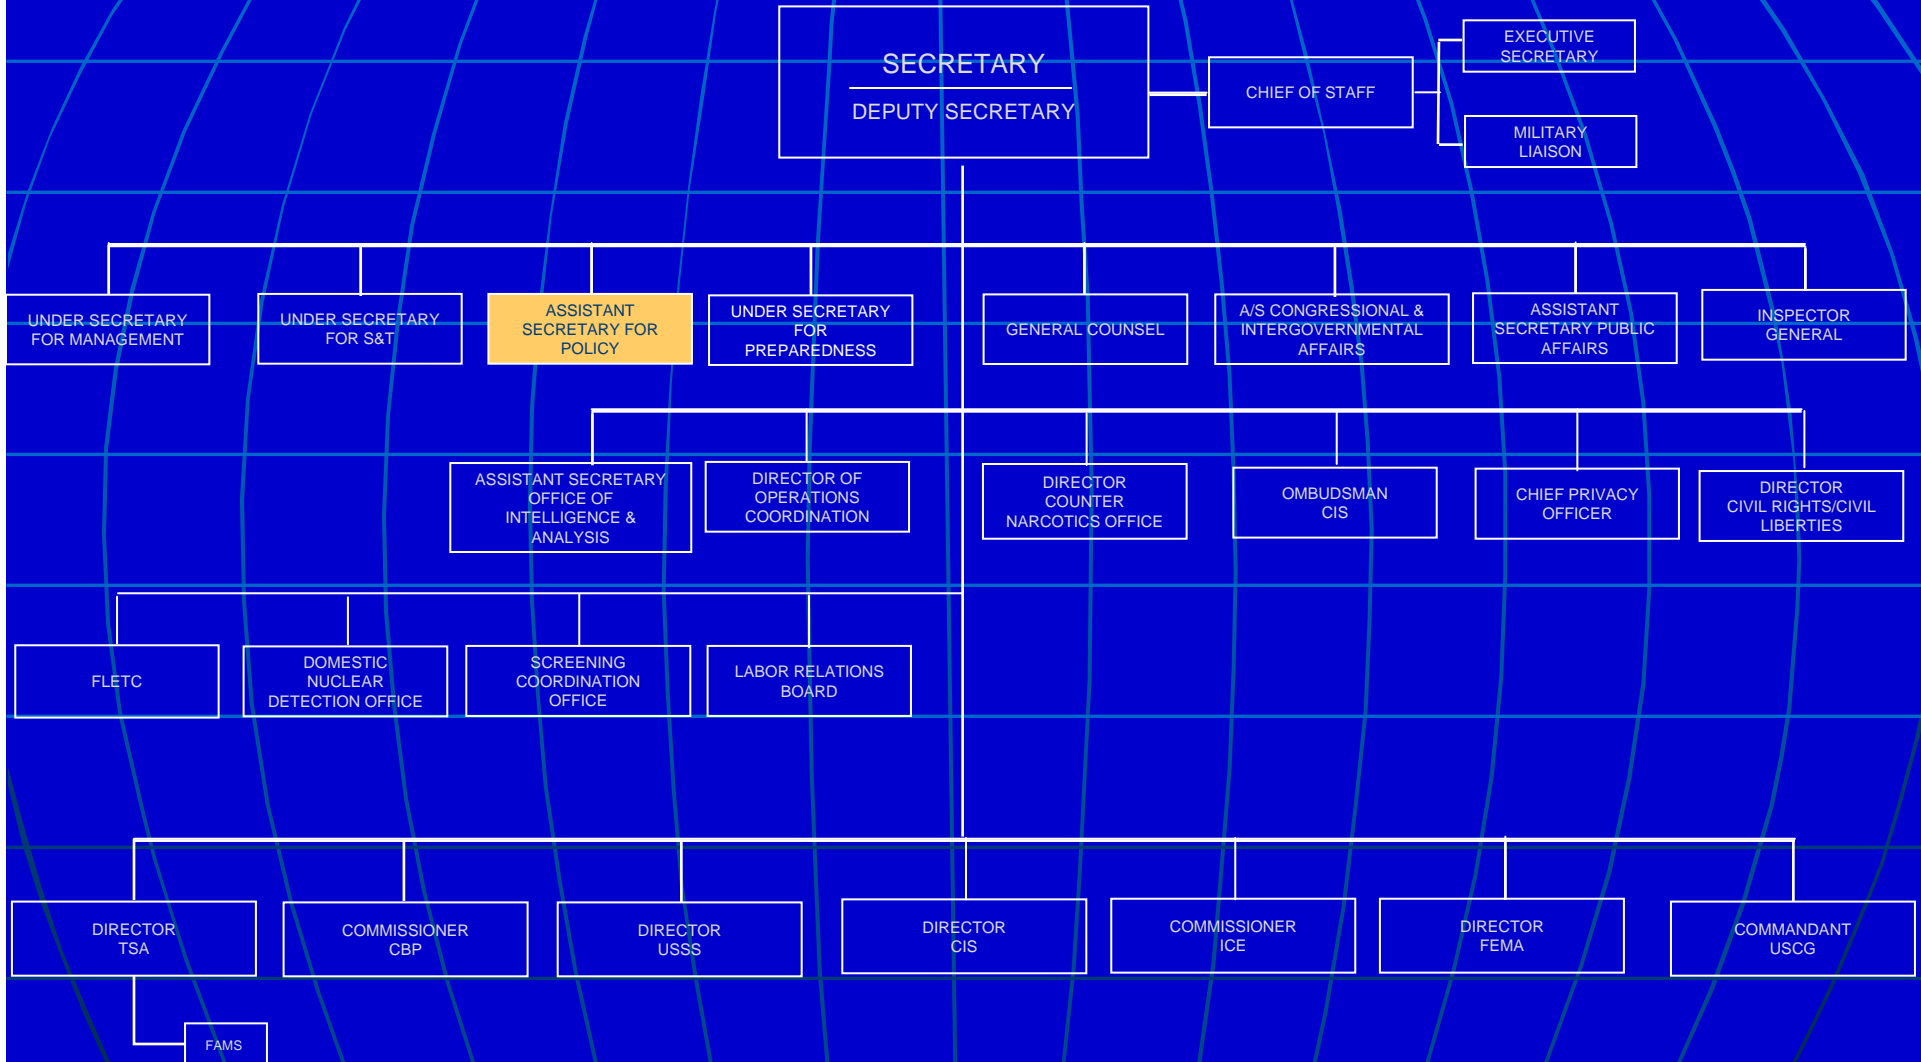 SECRETARY
DEPUTY SECRETARY
CHIEF OF STAFF
EXECUTIVE
SECRETARY
MILITARY
LIAISON
UNDER SECRETARY
FOR MANAGEMENT
UNDER SECRETARY
FOR S&T
ASSISTANT
SECRETARY FOR
POLICY
UNDER SECRETARY
FOR
PREPAREDNESS
GENERAL COUNSEL
A/S CONGRESSIONAL &
INTERGOVERNMENTAL
AFFAIRS
ASSISTANT
SECRETARY PUBLIC
AFFAIRS
INSPECTOR
GENERAL
ASSISTANT SECRETARY
OFFICE OF
INTELLIGENCE &
ANALYSIS
DIRECTOR OF
OPERATIONS
COORDINATION
DIRECTOR
COUNTER
NARCOTICS OFFICE
OMBUDSMAN
CIS
CHIEF PRIVACY
OFFICER
DIRECTOR
CIVIL RIGHTS/CIVIL
LIBERTIES
FLETC
DOMESTIC
NUCLEAR
DETECTION OFFICE
SCREENING
COORDINATION
OFFICE
LABOR RELATIONS
BOARD
DIRECTOR
TSA
COMMISSIONER
CBP
DIRECTOR
USSS
DIRECTOR
CIS
COMMISSIONER
ICE
DIRECTOR
FEMA
COMMANDANT
USCG
FAMS